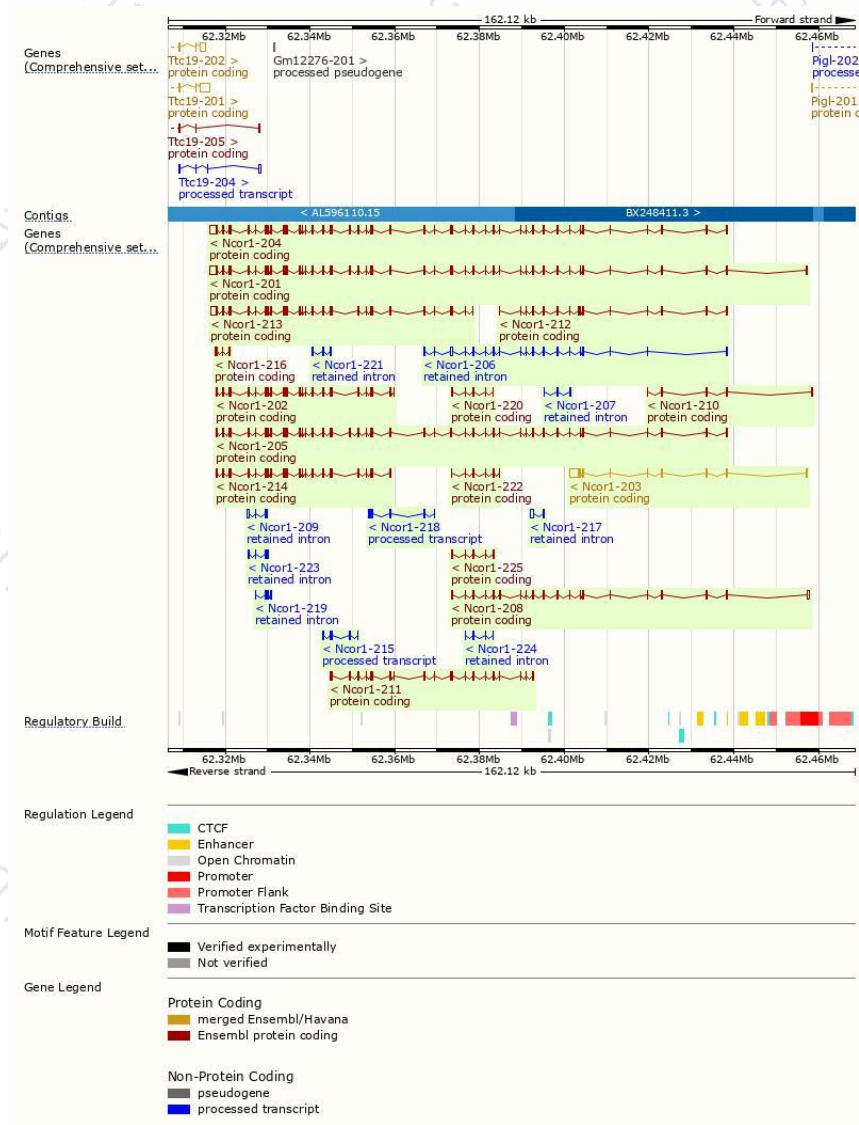 162.12 kb Forward strand
62.32Mb 62.34Mb 62.36Mb 62.38Mb 62.40Mb 62.42Mb 62.44Mb 62.46Mb
Genes
(Comprehensive set...
Ttc19-202 > Gm12276-201 > Pigl-202
protein coding processed pseudogene processe
Ttc19-201 > Pigl-201
protein coding protein c
Ttc19-205 >
protein coding
Ttc19-204 >
processed transcript
Contigs < AL596110.15 BX248411.3 >
Genes
(Comprehensive set...
< Ncor1-204
protein coding
< Ncor1-201
protein coding
< Ncor1-213 < Ncor1-212
protein coding protein coding
< Ncor1-216 < Ncor1-221 < Ncor1-206
protein coding retained intron retained intron
< Ncor1-202 < Ncor1-220 < Ncor1-207 < Ncor1-210
protein coding protein coding retained intron protein coding
< Ncor1-205
protein coding
< Ncor1-214 < Ncor1-222 < Ncor1-203
protein coding protein coding protein coding
< Ncor1-209 < Ncor1-218 < Ncor1-217
retained intron processed transcript retained intron
< Ncor1-223 < Ncor1-225
retained intron protein coding
< Ncor1-219 < Ncor1-208
retained intron protein coding
< Ncor1-215 < Ncor1-224
processed transcript retained intron
< Ncor1-211
protein coding
Regulatory Build
62.32Mb 62.34Mb 62.36Mb 62.38Mb 62.40Mb 62.42Mb 62.44Mb 62.46Mb
Reverse strand 162.12 kb
Regulation Legend
CTCF
Enhancer
Open Chromatin
Promoter
Promoter Flank
Transcription Factor Binding Site
Motif Feature Legend
Verified experimentally
Not verified
Gene Legend
Protein Coding
merged Ensembl/Havana
Ensembl protein coding
Non-Protein Coding
pseudogene
processed transcript